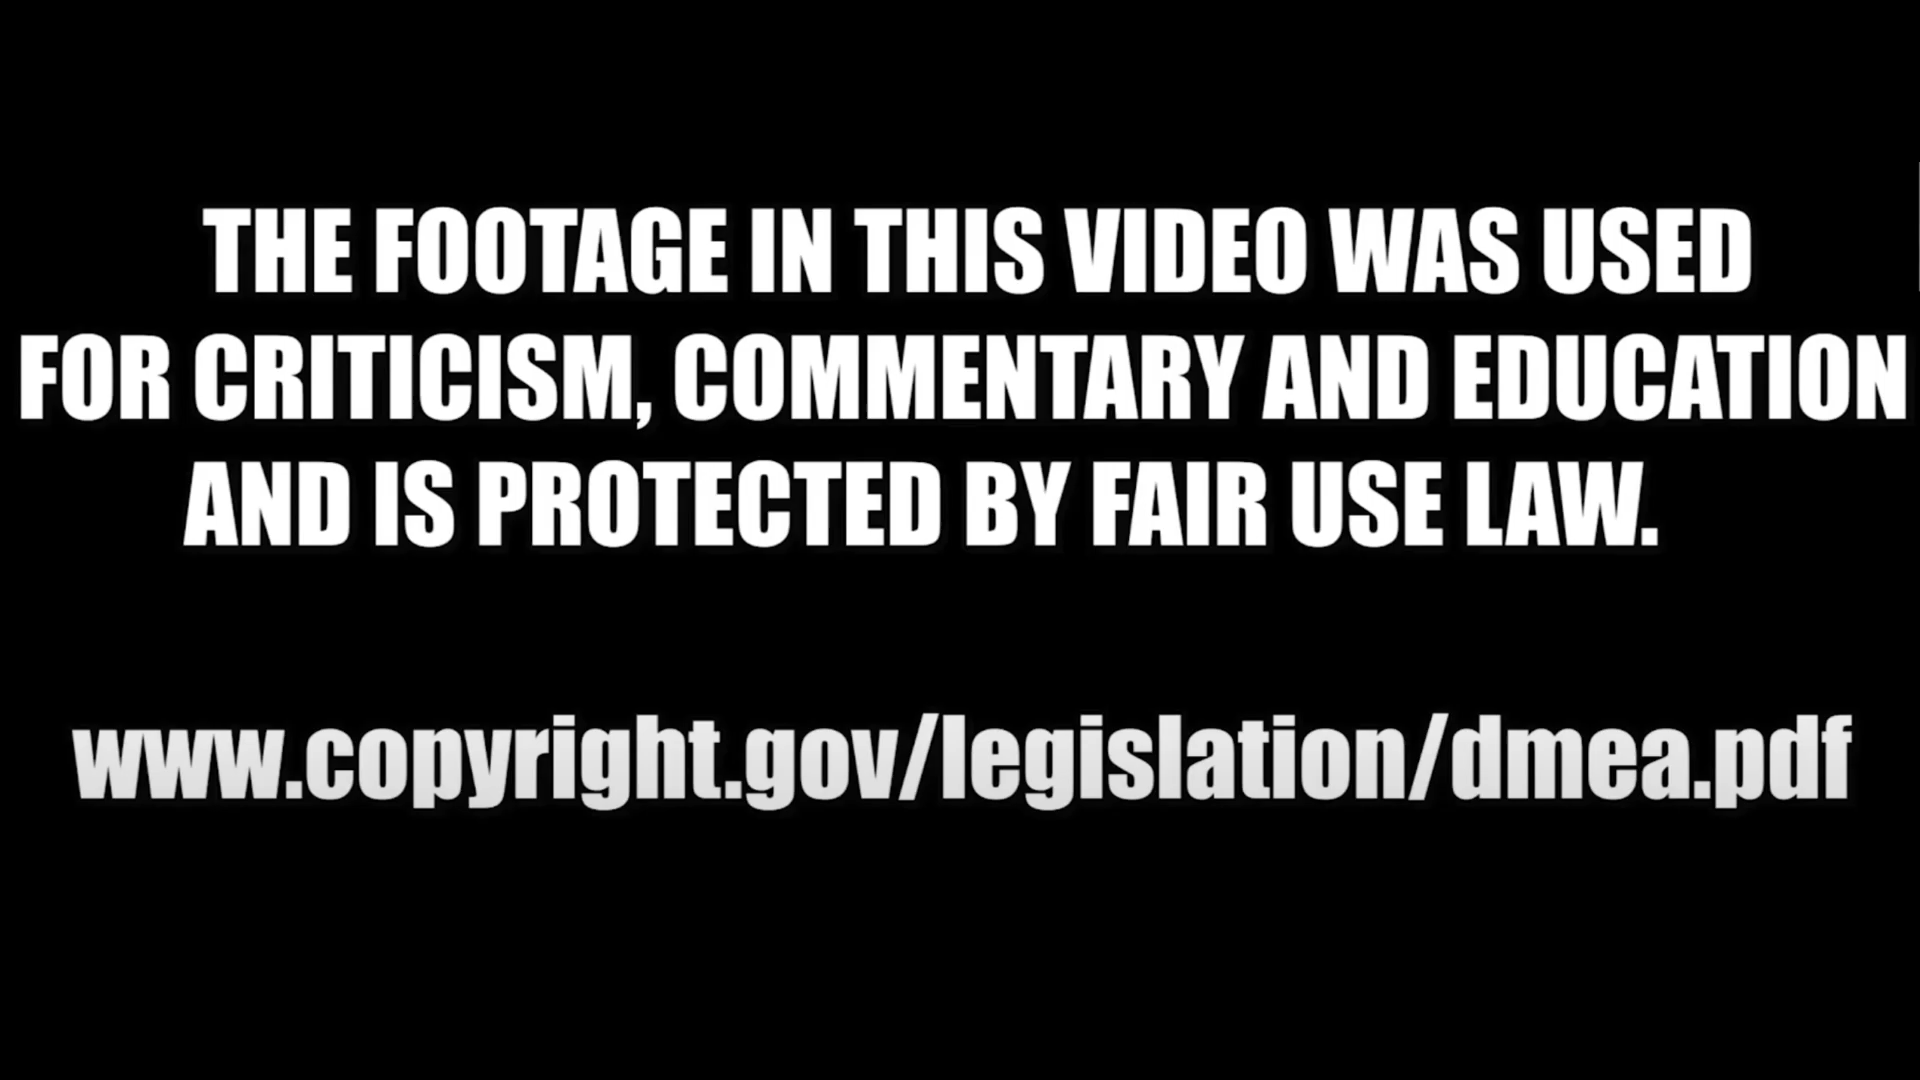 THE FOOTAGE IN THIS VIDEO WAS USED
FOR CRITICISM, COMMENTARY AND EDUCATION
AND IS PROTECTED BY FAIR USE LAW.
www.copyright.gov/legislation/dmea.pdf